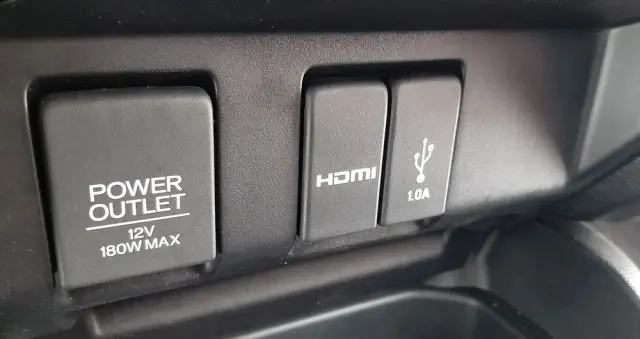 POWER
OUTLET
12V
180W MAX
HDMI
1.0A